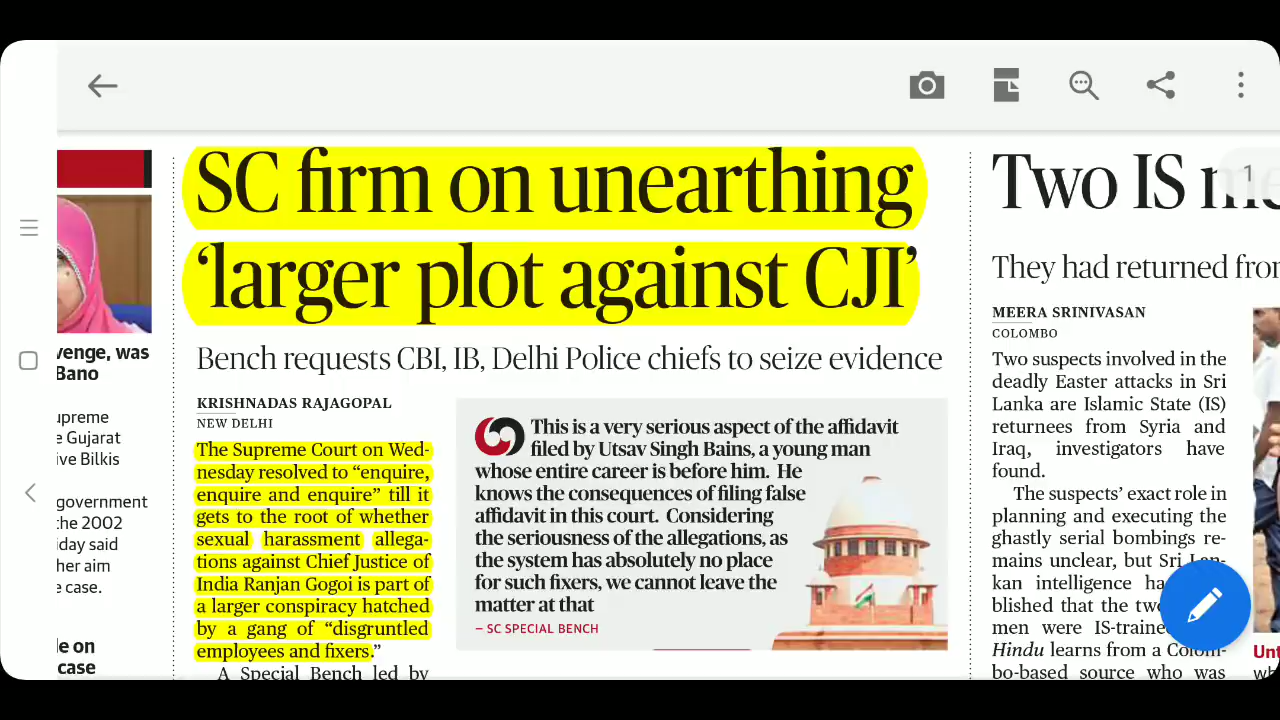 SC firm on unearthing
‘larger plot against CJI’
Bench requests CBI, IB, Delhi Police chiefs to seize evidence
KRISHNADAS RAJAGOPAL
NEW DELHI
The Supreme Court on Wed-
nesday resolved to “enquire,
enquire and enquire” till it
gets to the root of whether
sexual harassment allega-
tions against Chief Justice of
India Ranjan Gogoi is part of
a larger conspiracy hatched
by a gang of “disgruntled
employees and fixers.”
A Special Bench led by
This is a very serious aspect of the affidavit
filed by Utsav Singh Bains, a young man
whose entire career is before him. He
knows the consequences of filing false
affidavit in this court. Considering
the seriousness of the allegations, as
the system has absolutely no place
for such fixers, we cannot leave the
matter at that
– SC SPECIAL BENCH
venge, was
Bano
upreme
e Gujarat
ive Bilkis
government
the 2002
iday said
her aim
e case.
le on
case
Two IS
1
They had returned from
MEERA SRINIVASAN
COLOMBO
Two suspects involved in the
deadly Easter attacks in Sri
Lanka are Islamic State (IS)
returnees from Syria and
Iraq, investigators have
found.
The suspects’ exact role in
planning and executing the
ghastly serial bombings re-
mains unclear, but Sri Lan-
kan intelligence ha
blished that the tw
men were IS-traine
Hindu learns from a Colom-
bo-based source who was
Unt
wh